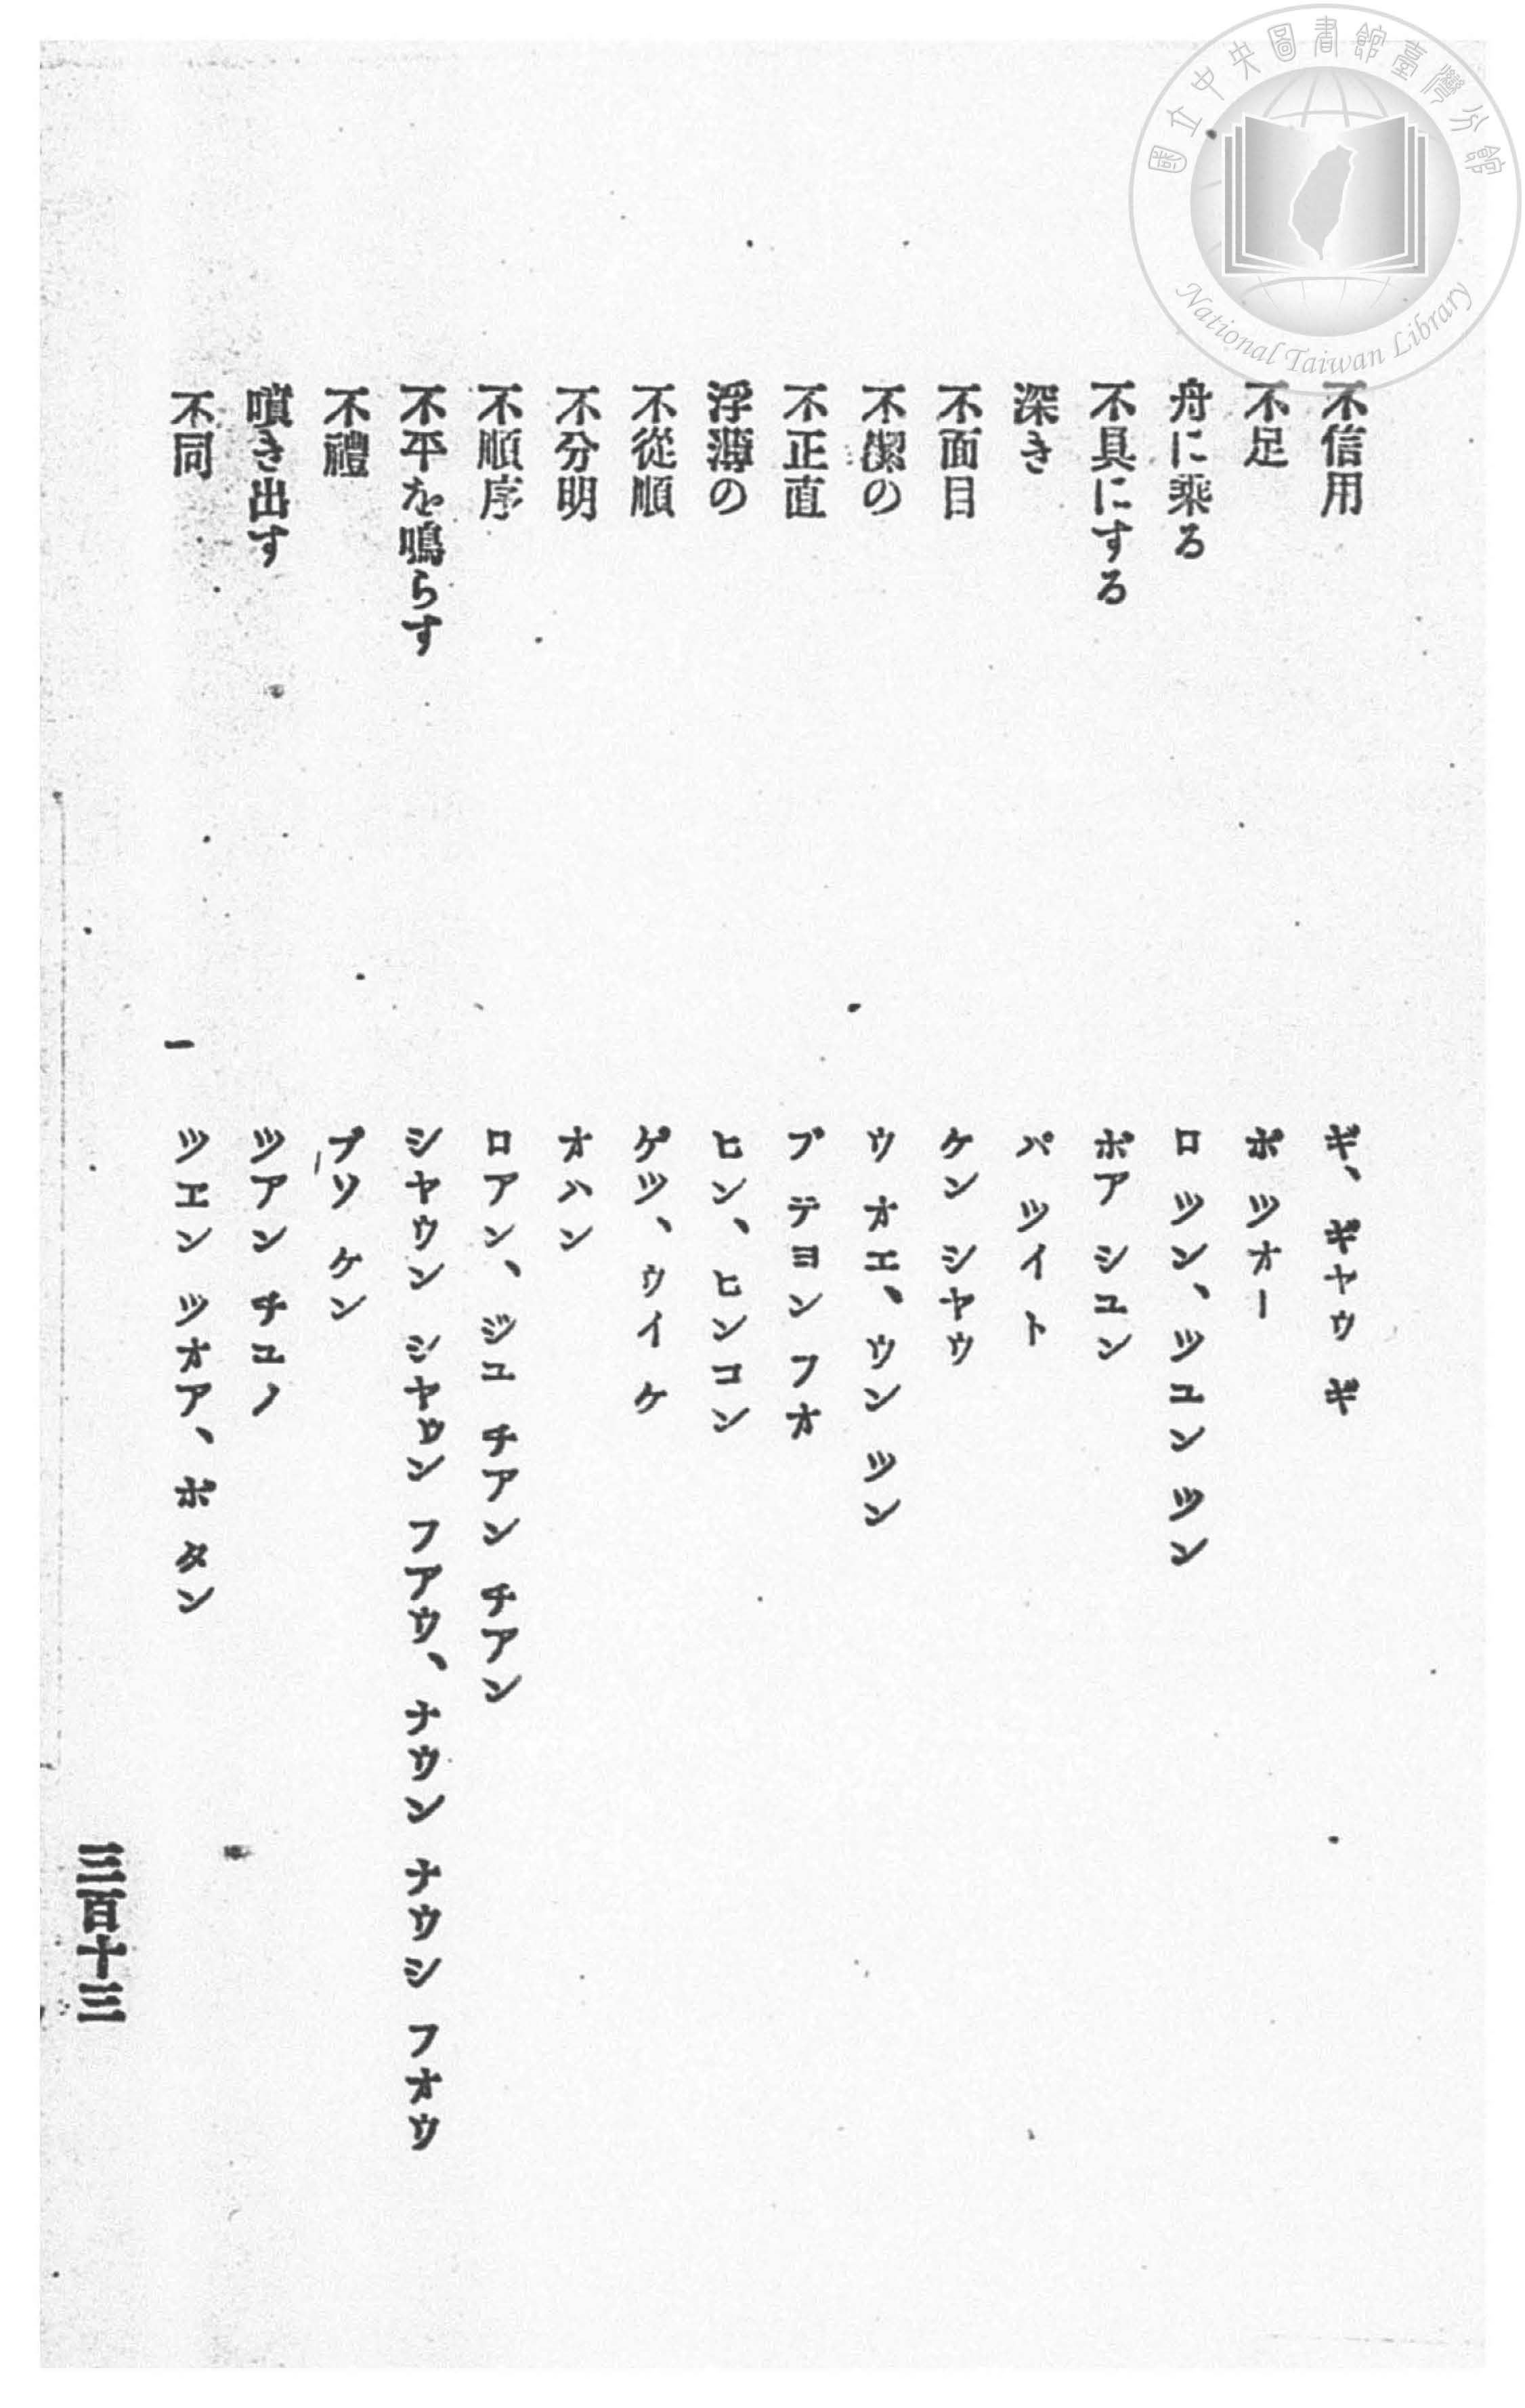 國立中央圖書館臺灣分館
National Taiwan Library
不信用 ギ、ギヤウ ギ
不足 ポ ツオー
舟に乘る ロ ツン、ツユン ツン
不具にする ポア シユン
深き パ ツイ ト
不面目 ケン シヤウ
不潔の ウ オエ、ウン ツン
不正直 ブ テヨン フオ
浮薄の ヒン、ヒンコン
不從順 ゲツ、ウイ ケ
不分明 オハン
不順序 ロアン、ジユ チアン チアン
不平を鳴らす シヤウン シヤウン フアウ、ナウン ナウシ フオウ
不禮 ブソ ケン
噴き出す ツアン チユノ
不同 ツエン ツオア、ポ タン
三百十三